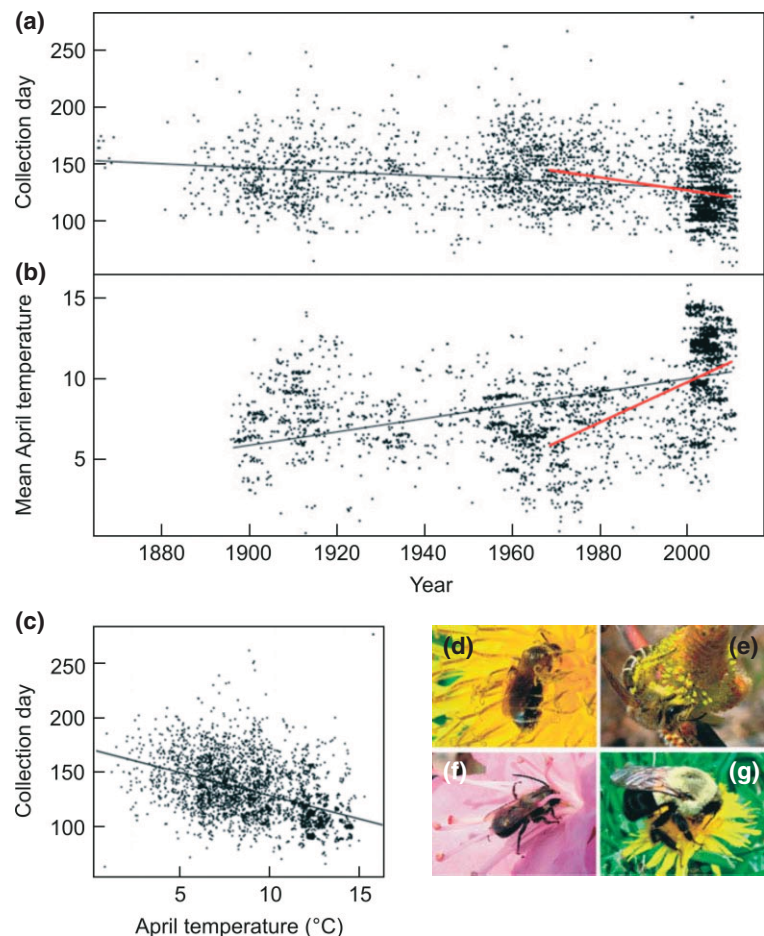 (a)
250
200
150
100
Collection day
(b)
15
10
5
Mean April temperature
1880 1900 1920 1940 1960 1980 2000
Year
(c)
250
200
150
100
Collection day
5 10 15
April temperature (°C)
(d) (e)
(f) (g)